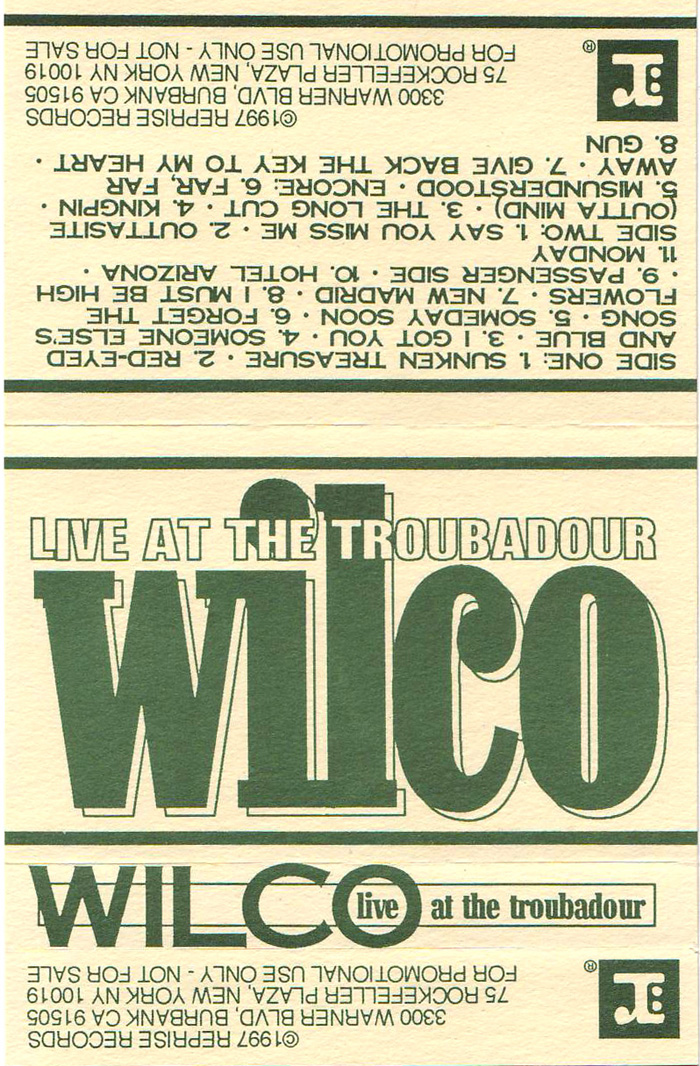 ©1997 REPRISE RECORDS
3300 WARNER BLVD, BURBANK CA 91505
75 ROCKEFELLER PLAZA, NEW YORK NY 10019
FOR PROMOTIONAL USE ONLY - NOT FOR SALE
®
SIDE ONE: 1. SUNKEN TREASURE • 2. RED-EYED
AND BLUE • 3. I GOT YOU • 4. SOMEONE ELSE'S
SONG • 5. SOMEDAY SOON • 6. FORGET THE
FLOWERS • 7. NEW MADRID • 8. I MUST BE HIGH
• 9. PASSENGER SIDE • 10. HOTEL ARIZONA •
11. MONDAY
SIDE TWO: 1. SAY YOU MISS ME • 2. OUTTASITE
(OUTTA MIND) • 3. THE LONG CUT • 4. KINGPIN •
5. MISUNDERSTOOD • ENCORE: 6. FAR, FAR
AWAY • 7. GIVE BACK THE KEY TO MY HEART •
8. GUN
LIVE AT THE TROUBADOUR
wilco
WILCO live at the troubadour
©1997 REPRISE RECORDS
3300 WARNER BLVD, BURBANK CA 91505
75 ROCKEFELLER PLAZA, NEW YORK NY 10019
FOR PROMOTIONAL USE ONLY - NOT FOR SALE
®